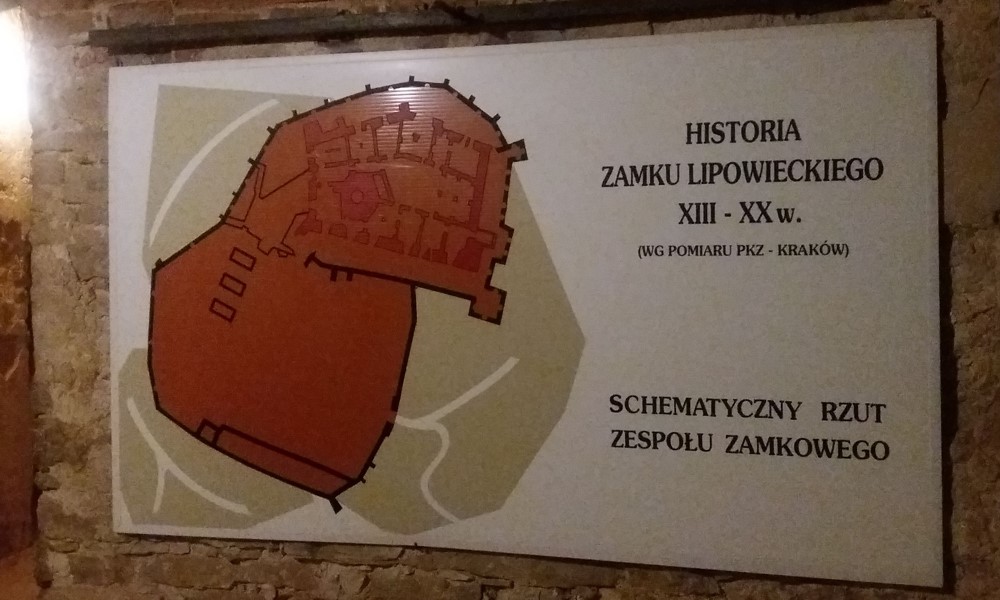 HISTORIA
ZAMKU LIPOWIECKIEGO
XIII - XX w.
(WG POMIARU PKZ - KRAKÓW)
SCHEMATYCZNY RZUT
ZESPOŁU ZAMKOWEGO